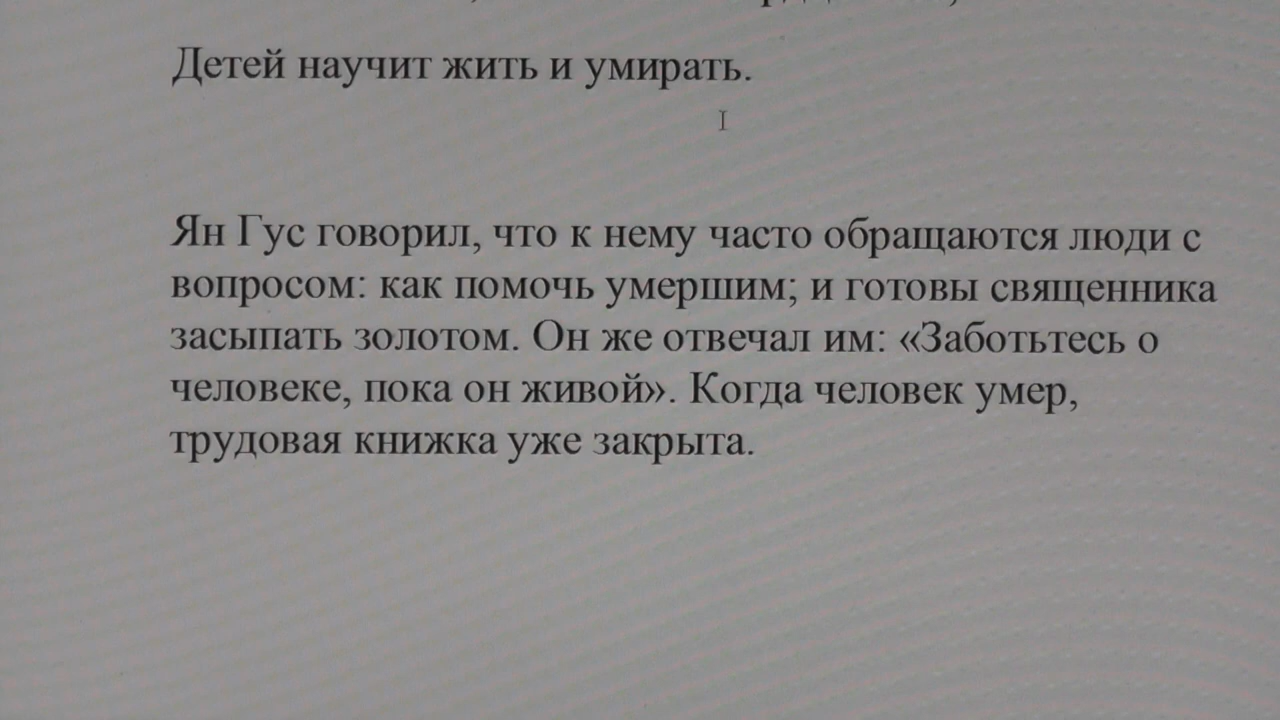 Детей научит жить и умирать.
Ян Гус говорил, что к нему часто обращаются люди с
вопросом: как помочь умершим; и готовы священника
засыпать золотом. Он же отвечал им: «Заботьтесь о
человеке, пока он живой». Когда человек умер,
трудовая книжка уже закрыта.